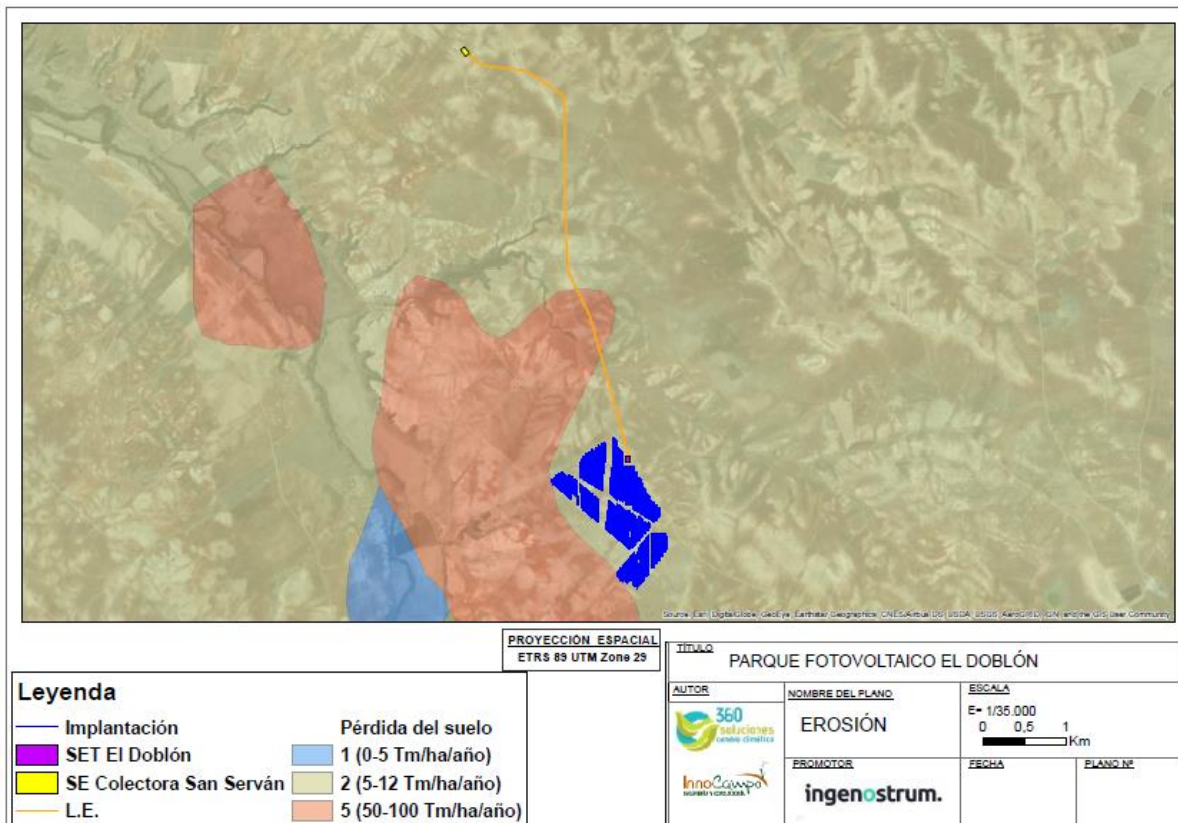 Source: Esri, DigitalGlobe, GeoEye, Earthstar Geographics, CNES/Airbus DS, USDA, USGS, AeroGRID, IGN, and the GIS User Community
PROYECCIÓN ESPACIAL
ETRS 89 UTM Zone 29
TÍTULO
PARQUE FOTOVOLTAICO EL DOBLÓN
AUTOR
360
soluciones
cambio climático
InnoCampo
NOMBRE DEL PLANO
EROSIÓN
ESCALA
E= 1/35.000
0 0,5 1
Km
PROMOTOR
ingenostrum.
FECHA
PLANO Nº
Leyenda
Implantación
SET El Doblón
SE Colectora San Serván
L.E.
Pérdida del suelo
1 (0-5 Tm/ha/año)
2 (5-12 Tm/ha/año)
5 (50-100 Tm/ha/año)